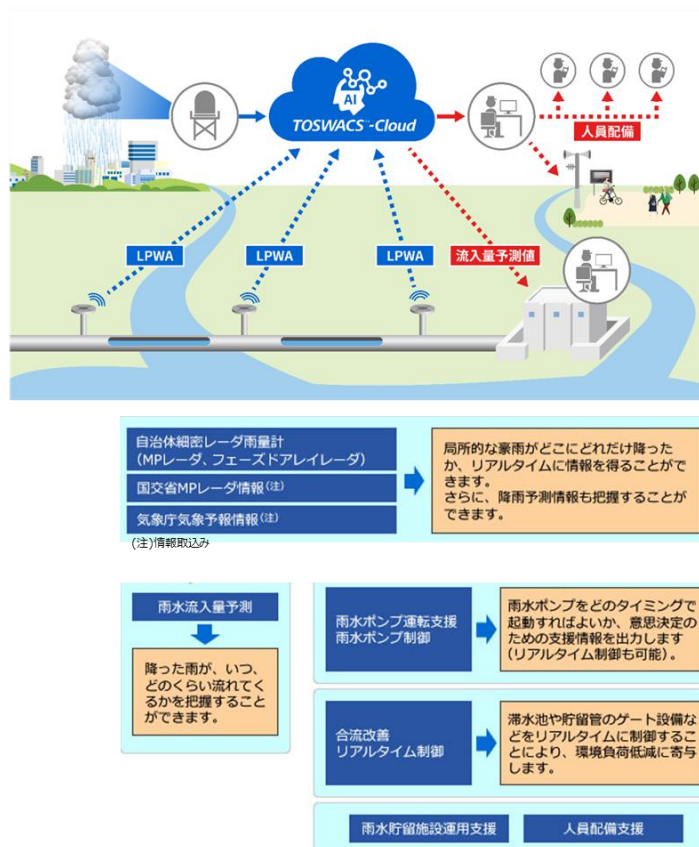 AI
TOSWACS™-Cloud
人員配備
LPWA
LPWA
LPWA
流入量予測値
自治体細密レーダ雨量計
(MPレーダ、フェーズドアレイレーダ)
国交省MPレーダ情報(注)
気象庁気象予報情報(注)
(注)情報取込み
局所的な豪雨がどこにどれだけ降った
か、リアルタイムに情報を得ることがで
きます。
さらに、降雨予測情報も把握することが
できます。
雨水流入量予測
降った雨が、いつ、
どのくらい流れてく
るかを把握すること
ができます。
雨水ポンプ運転支援
雨水ポンプ制御
雨水ポンプをどのタイミングで
起動すればよいか、意思決定の
ための支援情報を出力します
(リアルタイム制御も可能)。
合流改善
リアルタイム制御
滞水池や貯留管のゲート設備な
どをリアルタイムに制御するこ
とにより、環境負荷低減に寄与
します。
雨水貯留施設運用支援
人員配備支援